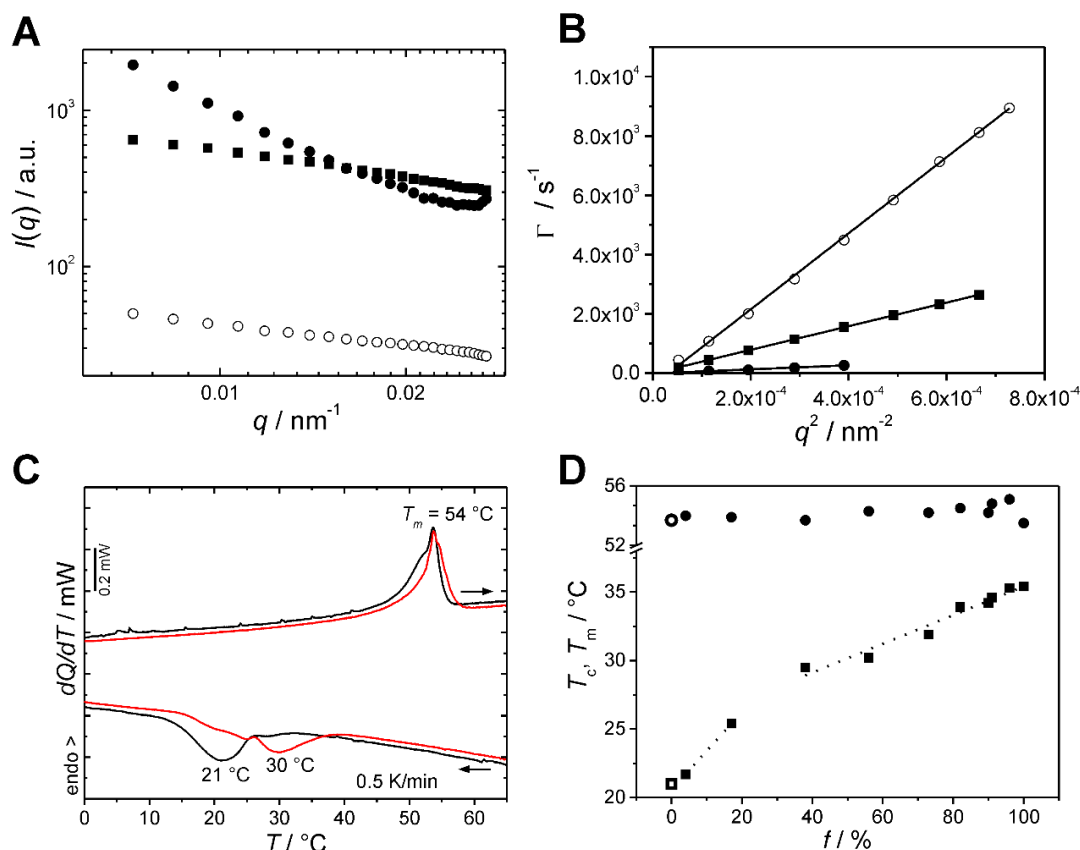 A
I(q) / a.u.
10³
10²
0.01
0.02
q / nm⁻¹
B
Γ / s⁻¹
1.0x10⁴
8.0x10³
6.0x10³
4.0x10³
2.0x10³
0.0
0.0
2.0x10⁻⁴
4.0x10⁻⁴
6.0x10⁻⁴
8.0x10⁻⁴
q² / nm⁻²
C
dQ/dT / mW
endo >
0.2 mW
Tₘ = 54 °C
21 °C
30 °C
0.5 K/min
0
10
20
30
40
50
60
T / °C
D
T_c, Tₘ / °C
56
52
35
30
25
20
0
20
40
60
80
100
f / %